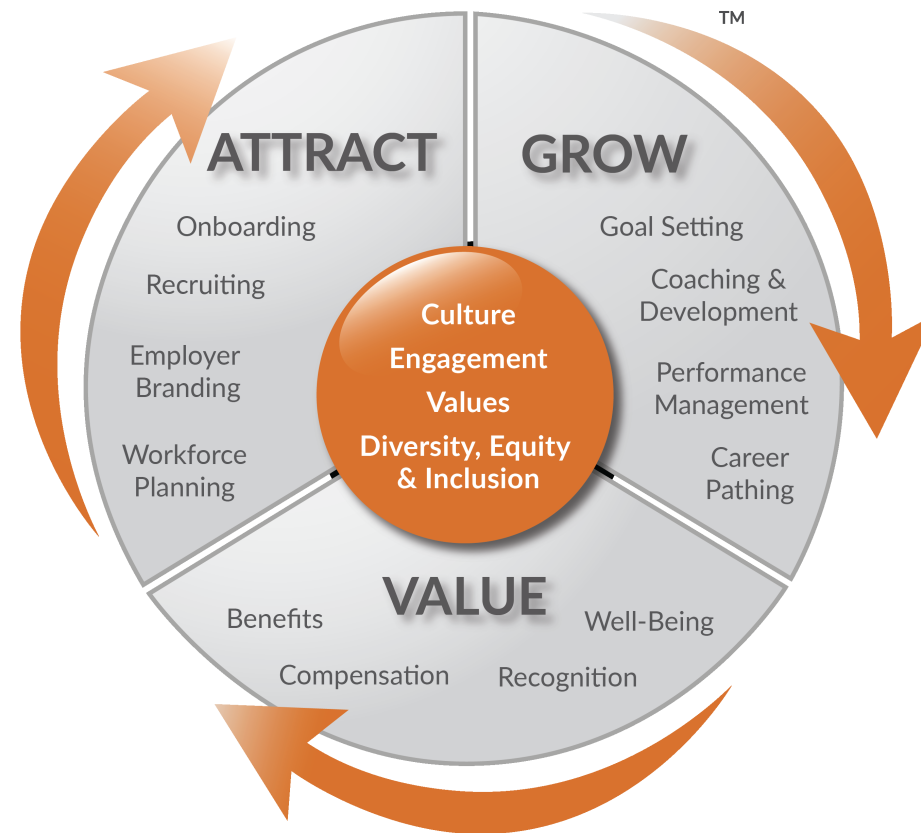 TM
ATTRACT
Onboarding
Recruiting
Employer
Branding
Workforce
Planning
GROW
Goal Setting
Coaching &
Development
Performance
Management
Career
Pathing
Culture
Engagement
Values
Diversity, Equity
& Inclusion
VALUE
Benefits
Compensation
Recognition
Well-Being